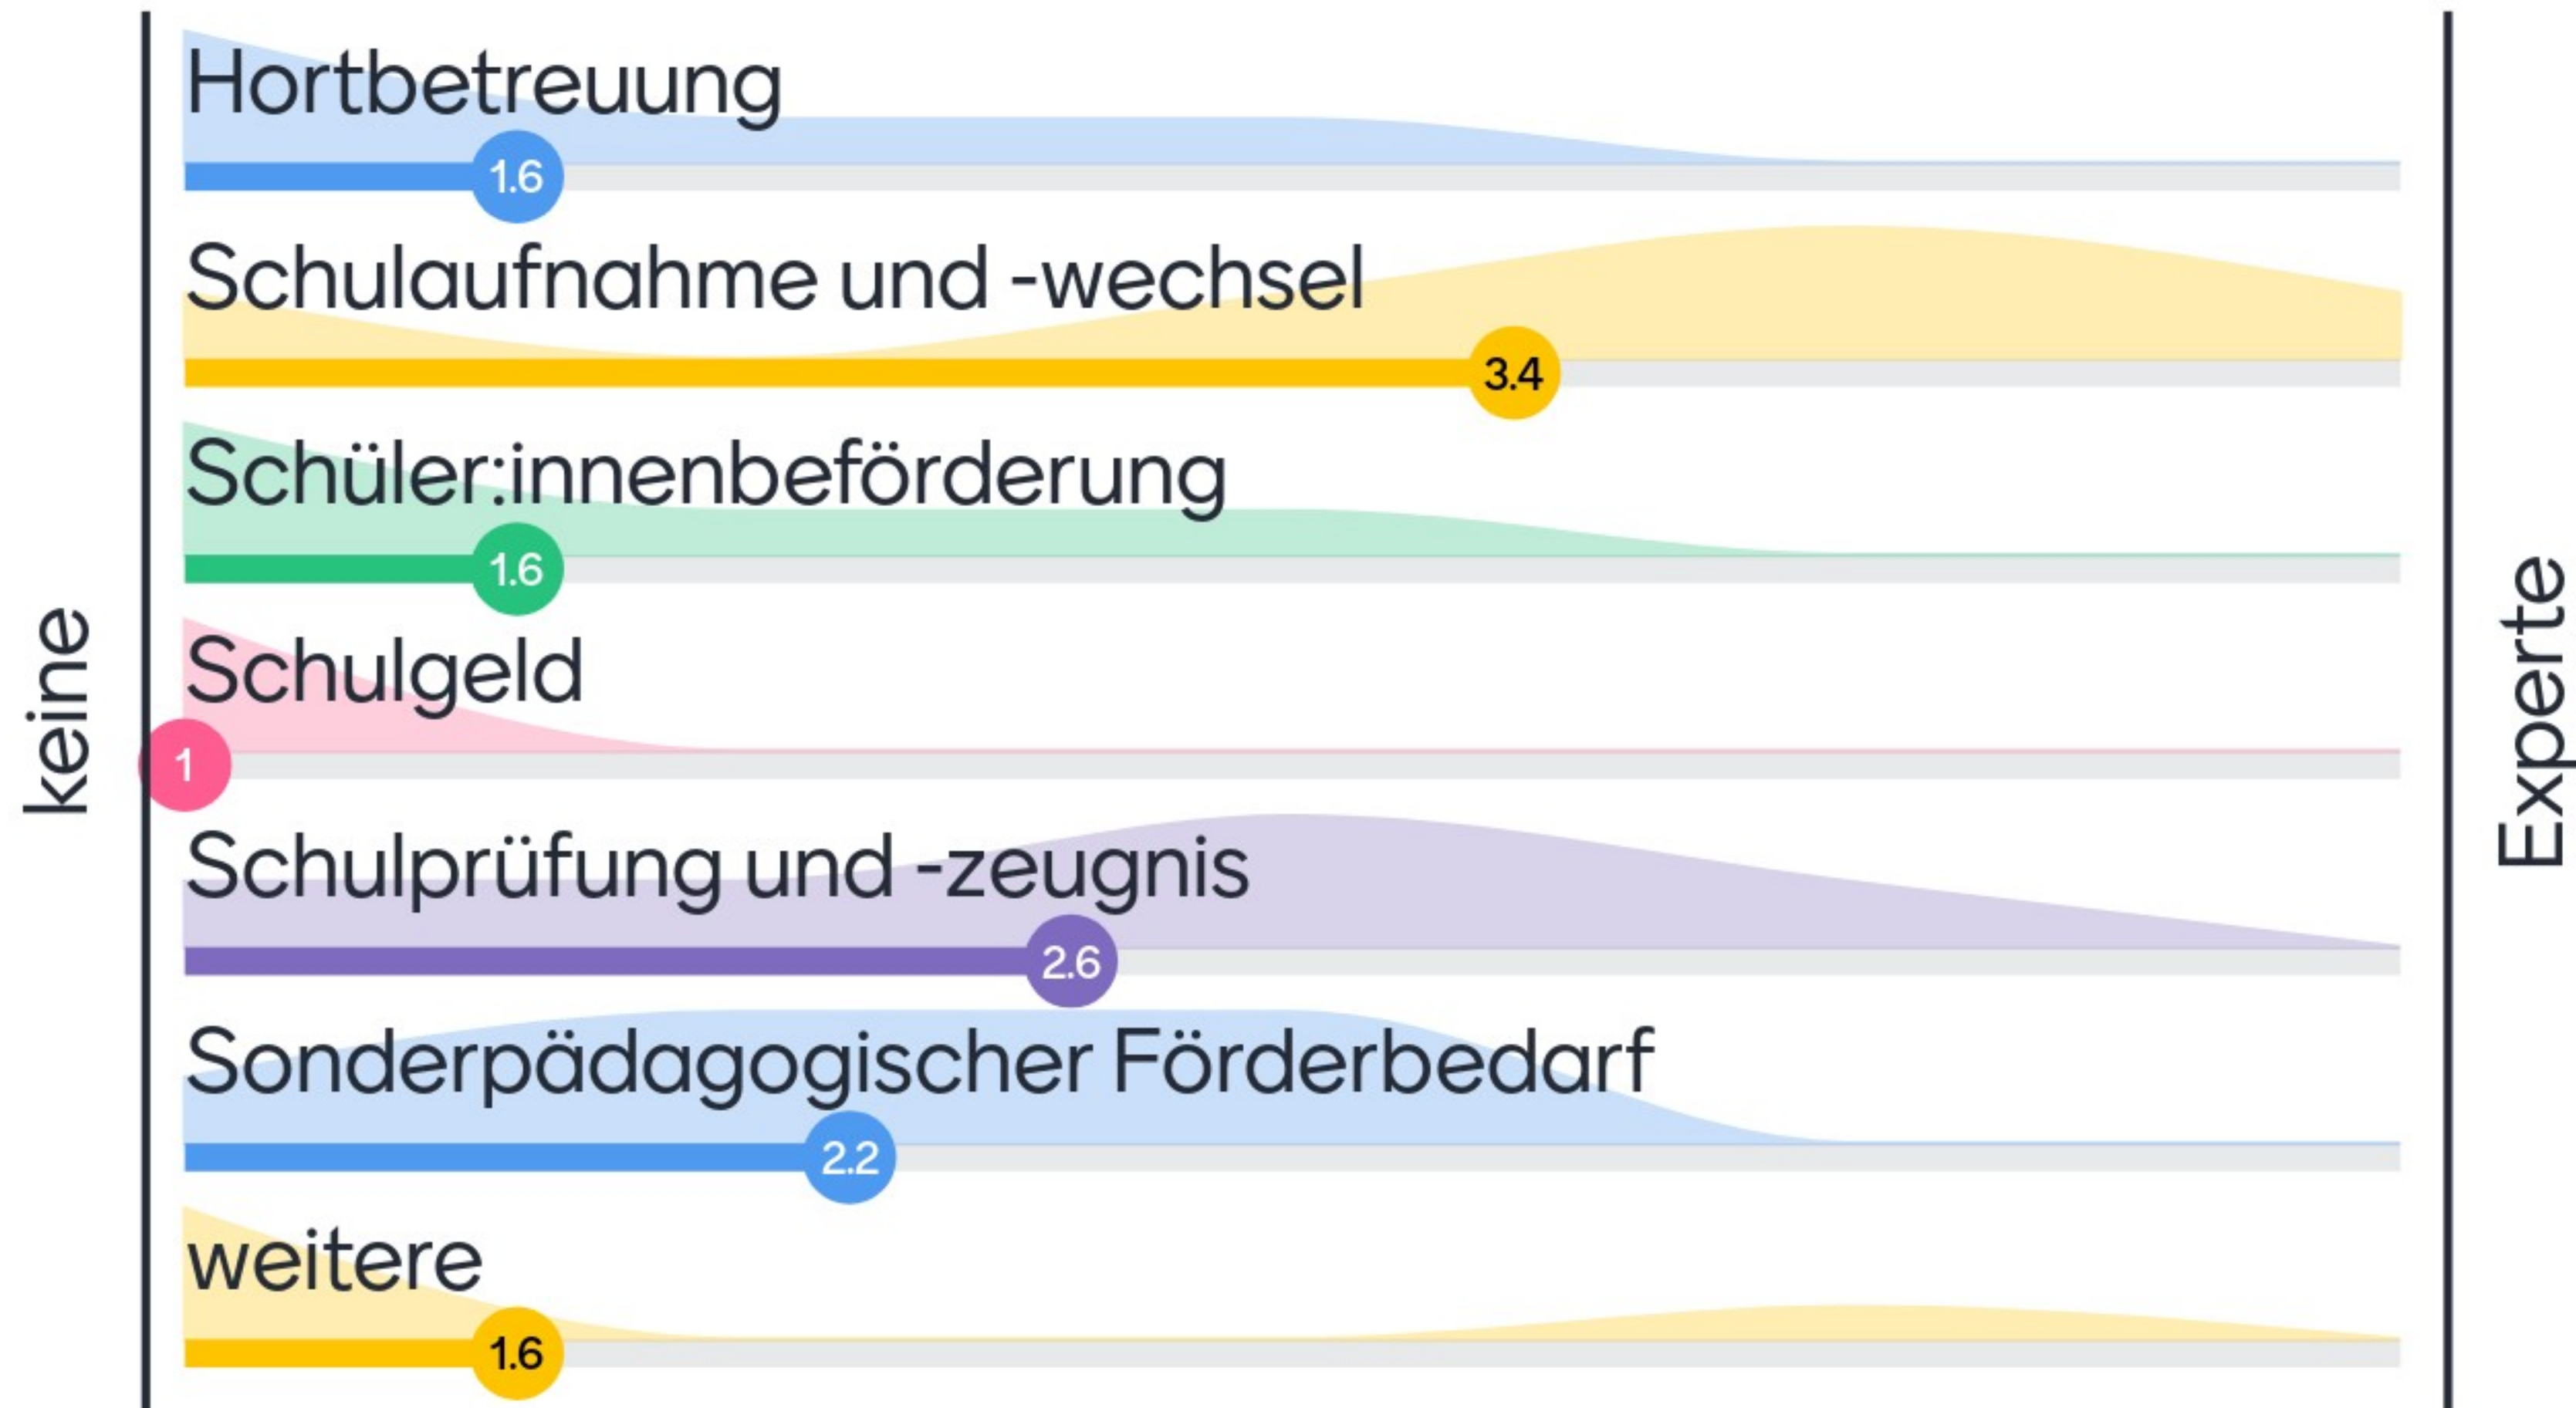 Hortbetreuung
1.6
Schulaufnahme und -wechsel
3.4
Schüler:innenbeförderung
1.6
Schulgeld
1
Schulprüfung und -zeugnis
2.6
Sonderpädagogischer Förderbedarf
2.2
weitere
1.6
keine
Experte